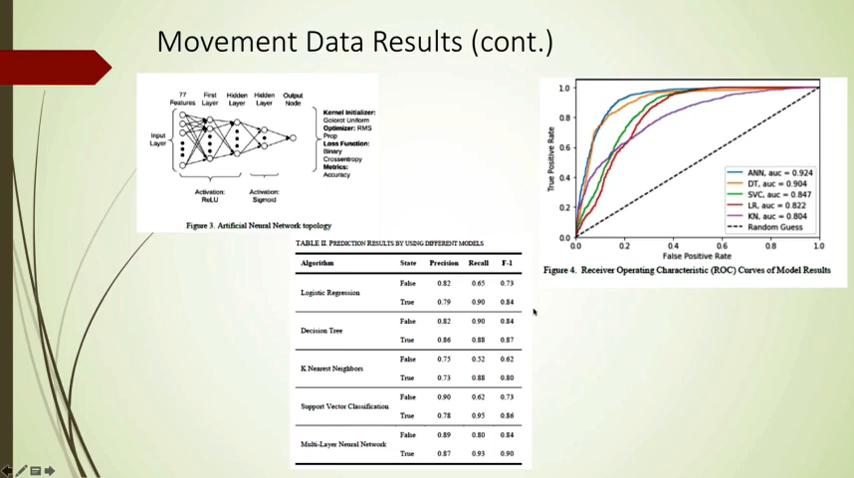 Movement Data Results (cont.)
77 First Hidden Hidden Output
Features Layer Layer Layer Node
Input
Layer
Kernel Initializer:
Golorot Uniform
Optimizer: RMS
Prop
Loss Function:
Binary
Crossentropy
Metrics:
Accuracy
Activation:
ReLU
Activation:
Sigmoid
Figure 3. Artificial Neural Network topology
TABLE II. PREDICTION RESULTS BY USING DIFFERENT MODELS
Algorithm State Precision Recall F-1
Logistic Regression
False 0.82 0.65 0.73
True 0.79 0.90 0.84
Decision Tree
False 0.82 0.90 0.84
True 0.86 0.88 0.87
K Nearest Neighbors
False 0.75 0.52 0.62
True 0.73 0.88 0.80
Support Vector Classification
False 0.90 0.62 0.73
True 0.78 0.95 0.86
Multi-Layer Neural Network
False 0.89 0.80 0.84
True 0.87 0.93 0.90
True Positive Rate
1.0
0.8
0.6
0.4
0.2
0.0
ANN, auc = 0.924
DT, auc = 0.904
SVC, auc = 0.847
LR, auc = 0.822
KN, auc = 0.804
Random Guess
0.0 0.2 0.4 0.6 0.8 1.0
False Positive Rate
Figure 4. Receiver Operating Characteristic (ROC) Curves of Model Results